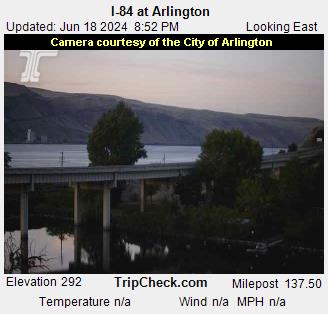 I-84 at Arlington
Updated: Jun 18 2024 8:52 PM Looking East
Camera courtesy of the City of Arlington
Elevation 292 TripCheck.com Milepost 137.50
Temperature n/a Wind n/a MPH n/a